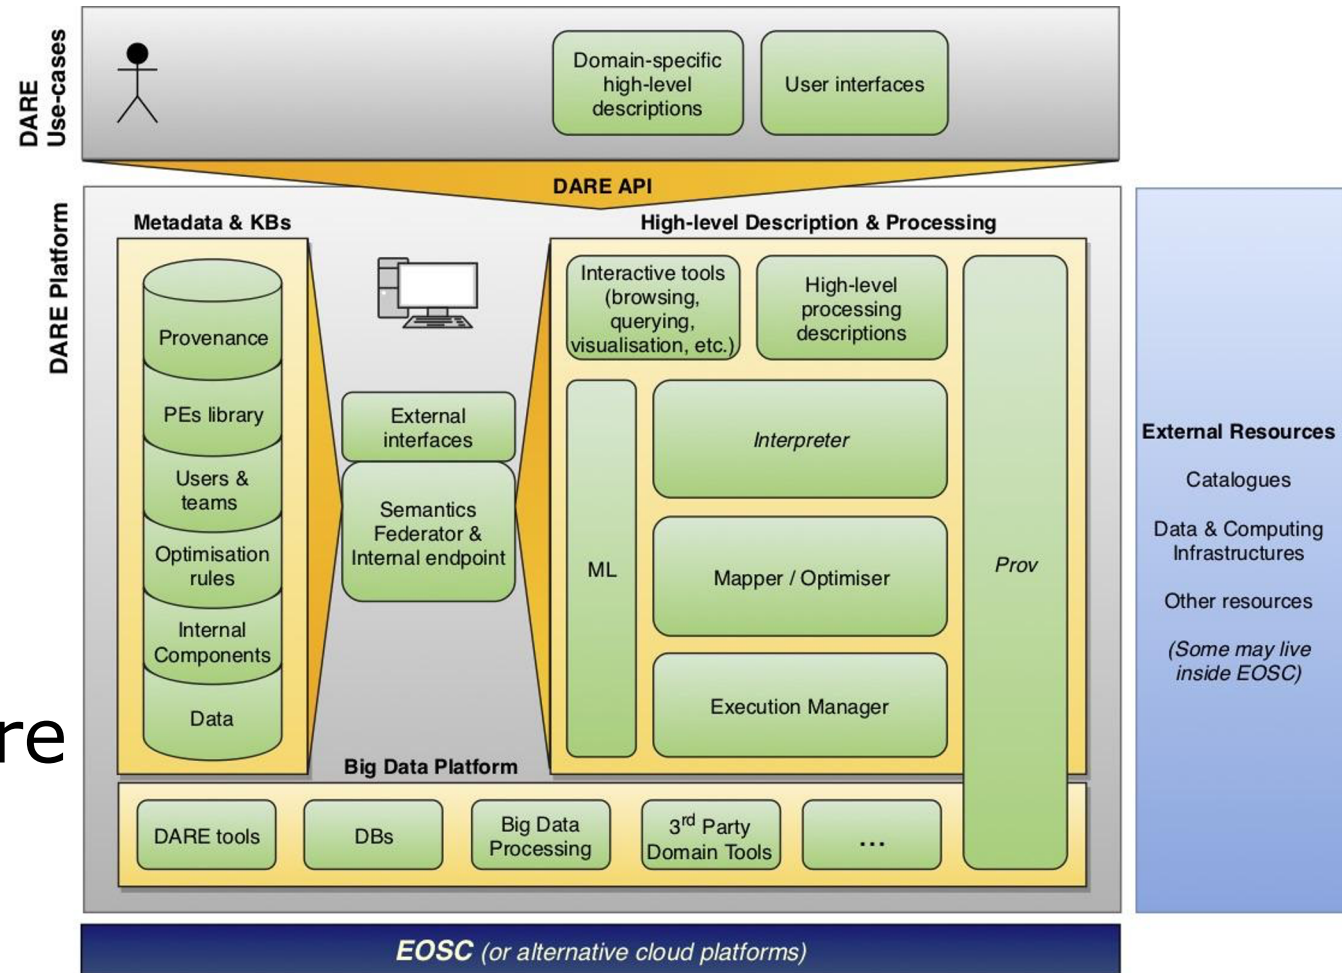 DARE
Use-cases
Domain-specific
high-level
descriptions
User interfaces
DARE API
DARE Platform
Metadata & KBs
High-level Description & Processing
Provenance
PEs library
Users &
teams
Optimisation
rules
Internal
Components
Data
External
interfaces
Semantics
Federator &
Internal endpoint
Interactive tools
(browsing,
querying,
visualisation, etc.)
High-level
processing
descriptions
ML
Interpreter
Mapper / Optimiser
Execution Manager
Prov
External Resources
Catalogues
Data & Computing
Infrastructures
Other resources
(Some may live
inside EOSC)
re
Big Data Platform
DARE tools
DBs
Big Data
Processing
3rd Party
Domain Tools
...
EOSC (or alternative cloud platforms)